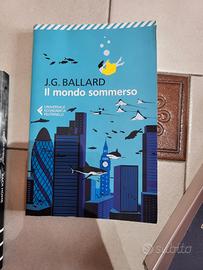 J.G. BALLARD
Il mondo sommerso
UNIVERSALE
ECONOMICA
FELTRINELLI
subito